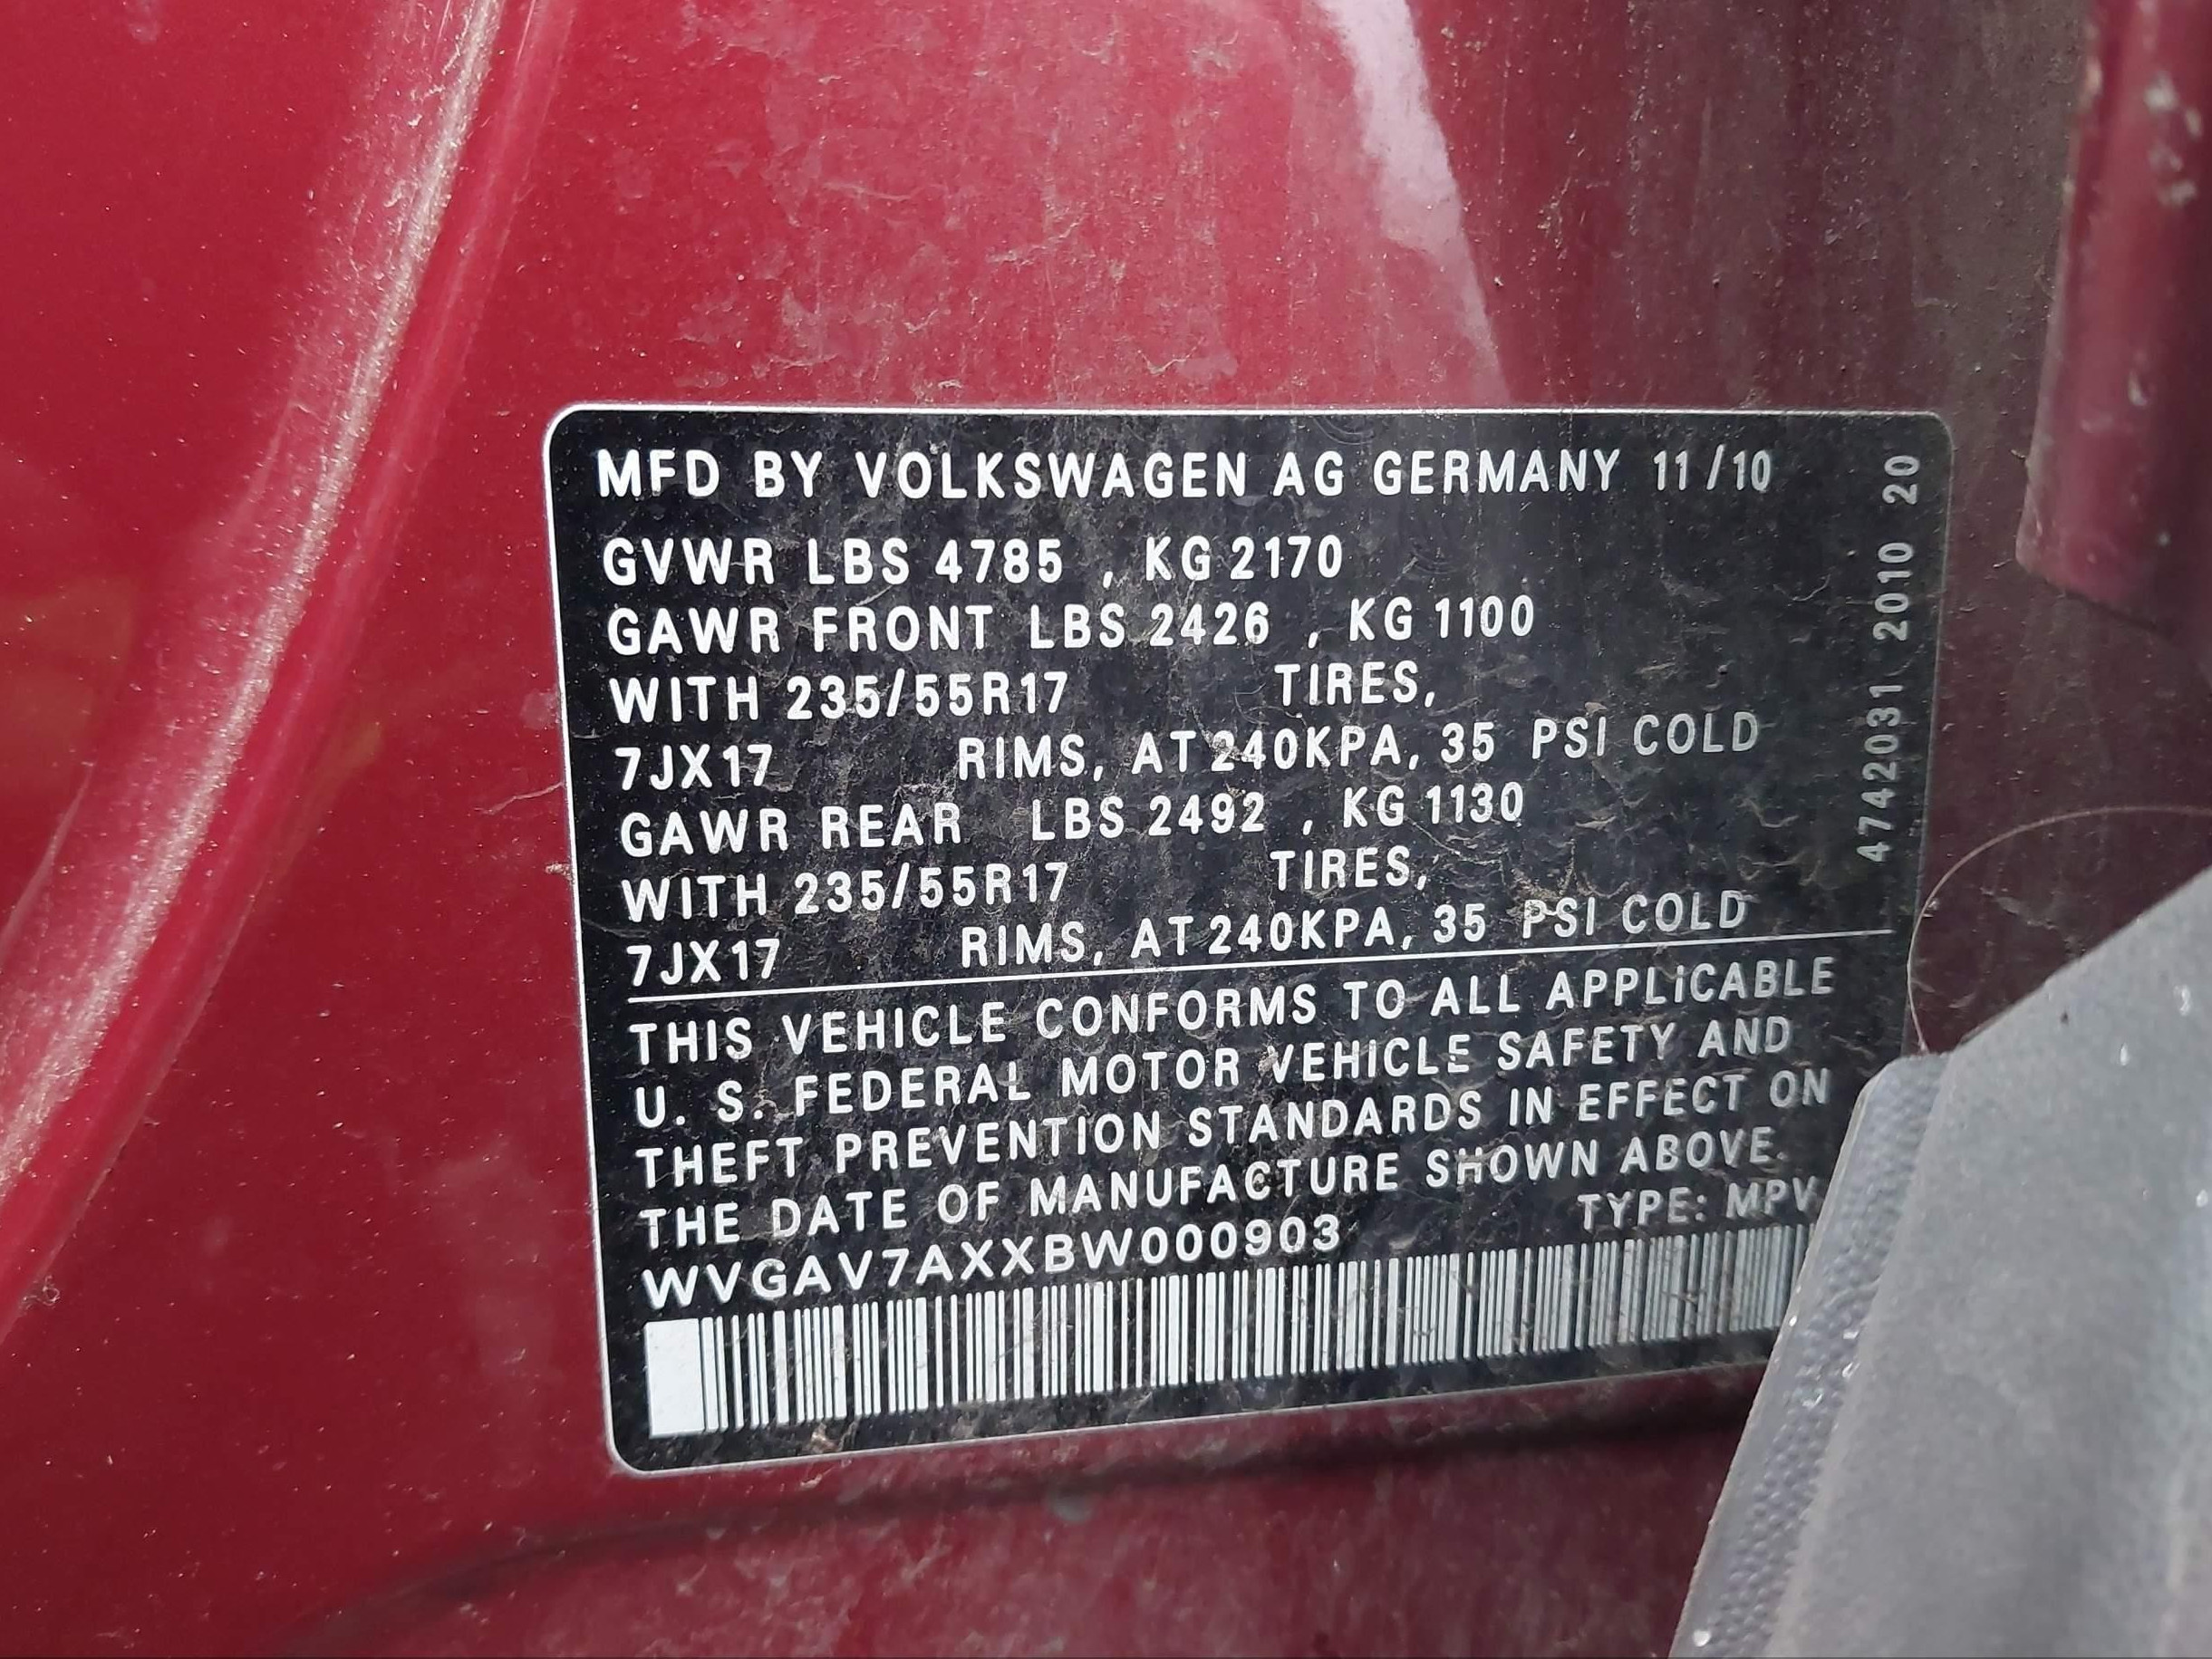 MFD BY VOLKSWAGEN AG GERMANY 11/10
GVWR LBS 4785 , KG 2170
GAWR FRONT LBS 2426 , KG 1100
WITH 235/55R17 TIRES,
7JX17 RIMS, AT 240KPA, 35 PSI COLD
GAWR REAR LBS 2492 , KG 1130
WITH 235/55R17 TIRES,
7JX17 RIMS, AT 240KPA, 35 PSI COLD
THIS VEHICLE CONFORMS TO ALL APPLICABLE
U. S. FEDERAL MOTOR VEHICLE SAFETY AND
THEFT PREVENTION STANDARDS IN EFFECT ON
THE DATE OF MANUFACTURE SHOWN ABOVE.
WVGAV7AXXBW000903 TYPE: MPV
4742031 2010 20